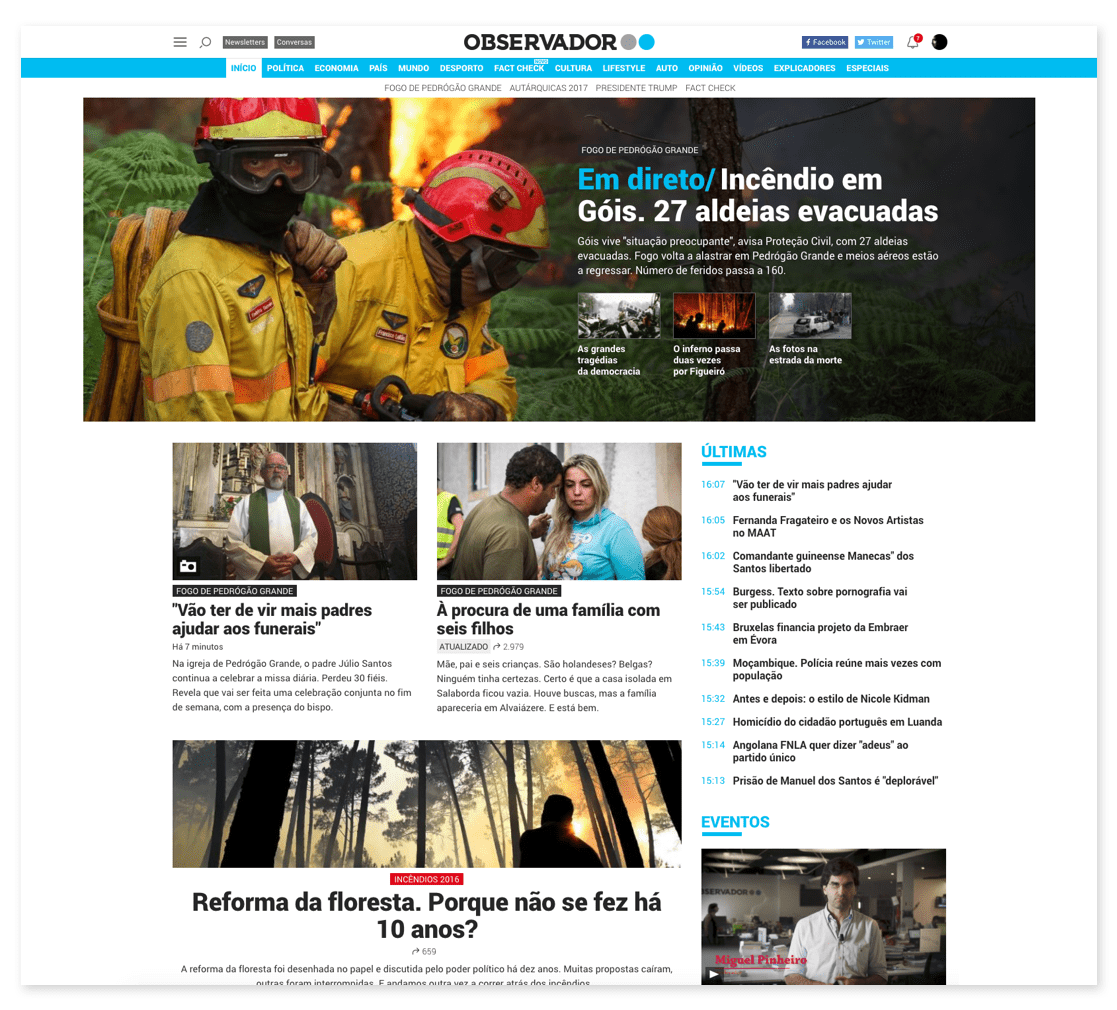 Newsletters
Conversas
OBSERVADOR
Facebook
Twitter
7
INÍCIO
POLÍTICA
ECONOMIA
PAÍS
MUNDO
DESPORTO
FACT CHECK
NOVO
CULTURA
LIFESTYLE
AUTO
OPINIÃO
VÍDEOS
EXPLICADORES
ESPECIAIS
FOGO DE PEDRÓGÃO GRANDE
AUTÁRQUICAS 2017
PRESIDENTE TRUMP
FACT CHECK
FOGO DE PEDRÓGÃO GRANDE
Em direto/ Incêndio em
Góis. 27 aldeias evacuadas
Góis vive "situação preocupante", avisa Proteção Civil, com 27 aldeias
evacuadas. Fogo volta a alastrar em Pedrógão Grande e meios aéreos estão
a regressar. Número de feridos passa a 160.
As grandes
tragédias
da democracia
O inferno passa
duas vezes
por Figueiró
As fotos na
estrada da morte
FOGO DE PEDRÓGÃO GRANDE
"Vão ter de vir mais padres
ajudar aos funerais"
Há 7 minutos
Na igreja de Pedrógão Grande, o padre Júlio Santos
continua a celebrar a missa diária. Perdeu 30 fiéis.
Revela que vai ser feita uma celebração conjunta no fim
de semana, com a presença do bispo.
FOGO DE PEDRÓGÃO GRANDE
À procura de uma família com
seis filhos
ATUALIZADO 2.979
Mãe, pai e seis crianças. São holandeses? Belgas?
Ninguém tinha certezas. Certo é que a casa isolada em
Salaborda ficou vazia. Houve buscas, mas a família
apareceria em Alvaiázere. E está bem.
INCÊNDIOS 2016
Reforma da floresta. Porque não se fez há
10 anos?
659
A reforma da floresta foi desenhada no papel e discutida pelo poder político há dez anos. Muitas propostas caíram,
outras foram interrompidas. E andamos outra vez a correr atrás dos incêndios.
ÚLTIMAS
16:07 "Vão ter de vir mais padres ajudar
aos funerais"
16:05 Fernanda Fragateiro e os Novos Artistas
no MAAT
16:02 Comandante guineense Manecas" dos
Santos libertado
15:54 Burgess. Texto sobre pornografia vai
ser publicado
15:43 Bruxelas financia projeto da Embraer
em Évora
15:39 Moçambique. Polícia reúne mais vezes com
população
15:32 Antes e depois: o estilo de Nicole Kidman
15:27 Homicídio do cidadão português em Luanda
15:14 Angolana FNLA quer dizer "adeus" ao
partido único
15:13 Prisão de Manuel dos Santos é "deplorável"
EVENTOS
BSERVADOR
Miguel Pinheiro